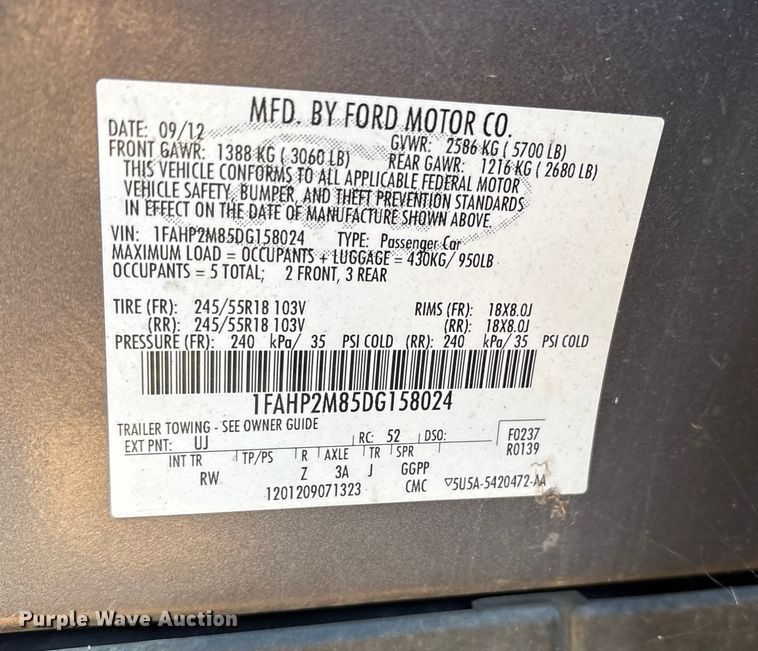 MFD. BY FORD MOTOR CO.
DATE: 09/12 GVWR: 2586 KG ( 5700 LB)
FRONT GAWR: 1388 KG ( 3060 LB) REAR GAWR: 1216 KG ( 2680 LB)
THIS VEHICLE CONFORMS TO ALL APPLICABLE FEDERAL MOTOR
VEHICLE SAFETY, BUMPER, AND THEFT PREVENTION STANDARDS
IN EFFECT ON THE DATE OF MANUFACTURE SHOWN ABOVE.
VIN: 1FAHP2M85DG158024 TYPE: Passenger Car
MAXIMUM LOAD = OCCUPANTS + LUGGAGE = 430KG/ 950LB
OCCUPANTS = 5 TOTAL; 2 FRONT, 3 REAR
TIRE (FR): 245/55R18 103V RIMS (FR): 18X8.0J
(RR): 245/55R18 103V (RR): 18X8.0J
PRESSURE (FR): 240 kPa/ 35 PSI COLD (RR): 240 kPa/ 35 PSI COLD
1FAHP2M85DG158024
TRAILER TOWING - SEE OWNER GUIDE
EXT PNT: UJ RC: 52 DSO: F0237
R0139
INT TR TP/PS R AXLE TR SPR
RW Z 3A J GGPP
1201209071323 CMC 5U5A-5420472-AA
Purple Wave Auction